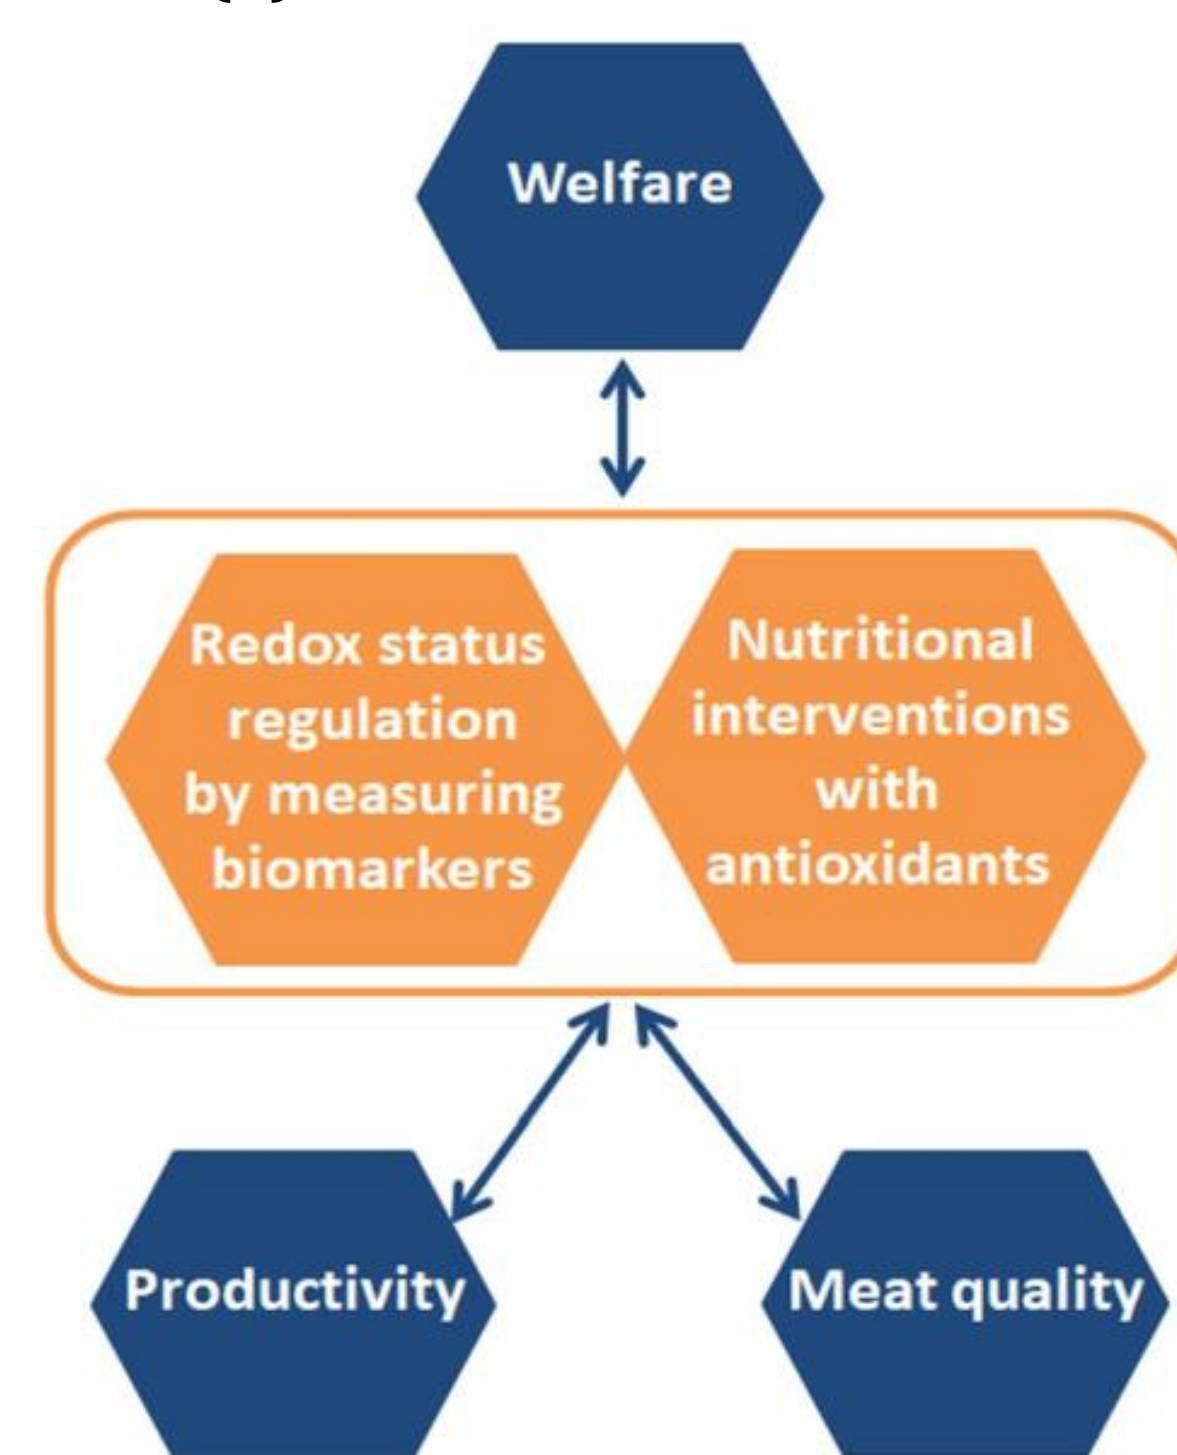 Welfare
Redox status
regulation
by measuring
biomarkers
Nutritional
interventions
with
antioxidants
Productivity
Meat quality